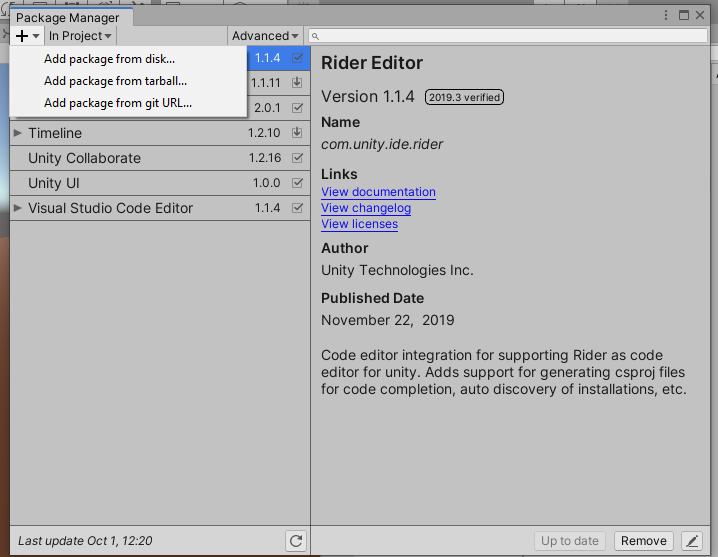 Package Manager
In Project
Advanced
Add package from disk...
Add package from tarball...
Add package from git URL...
1.1.4
1.1.11
2.0.1
Timeline 1.2.10
Unity Collaborate 1.2.16
Unity UI 1.0.0
Visual Studio Code Editor 1.1.4
Rider Editor
Version 1.1.4 2019.3 verified
Name
com.unity.ide.rider
Links
View documentation
View changelog
View licenses
Author
Unity Technologies Inc.
Published Date
November 22, 2019
Code editor integration for supporting Rider as code
editor for unity. Adds support for generating csproj files
for code completion, auto discovery of installations, etc.
Last update Oct 1, 12:20
Up to date
Remove